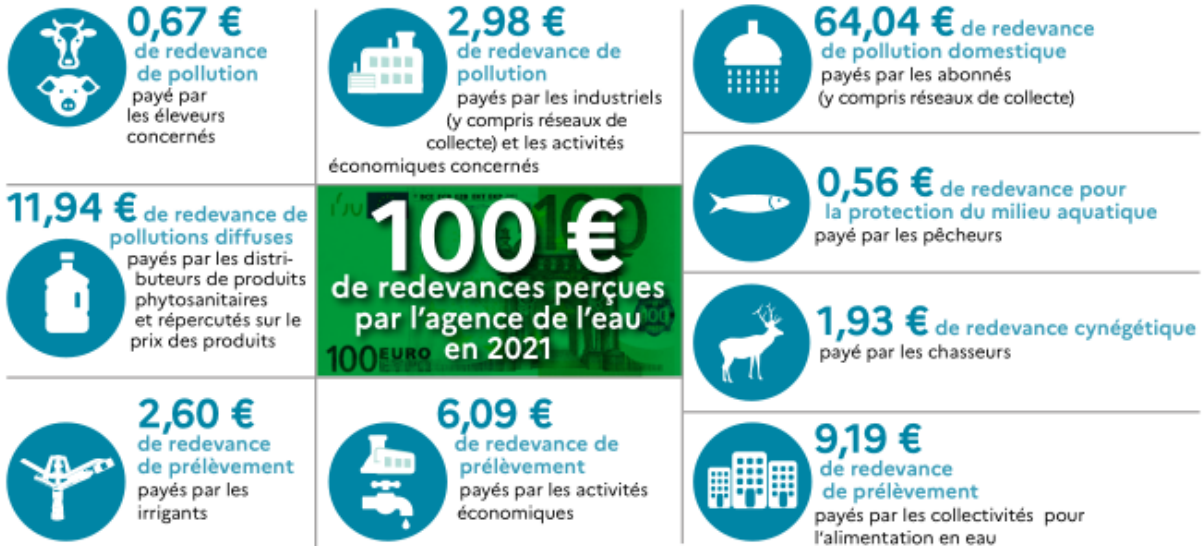 0,67 €
de redevance
de pollution
payé par
les éleveurs
concernés
2,98 €
de redevance de
pollution
payés par les industriels
(y compris réseaux de
collecte) et les activités
économiques concernés
64,04 € de redevance
de pollution domestique
payés par les abonnés
(y compris réseaux de collecte)
11,94 € de redevance de
pollutions diffuses
payés par les distri-
buteurs de produits
phytosanitaires
et répercutés sur le
prix des produits
100 €
de redevances perçues
par l'agence de l'eau
en 2021
100
100
100 EURO
0,56 € de redevance pour
la protection du milieu aquatique
payé par les pêcheurs
1,93 € de redevance cynégétique
payé par les chasseurs
2,60 €
de redevance
de prélèvement
payés par les
irrigants
6,09 €
de redevance de
prélèvement
payés par les activités
économiques
9,19 €
de redevance
de prélèvement
payés par les collectivités pour
l'alimentation en eau